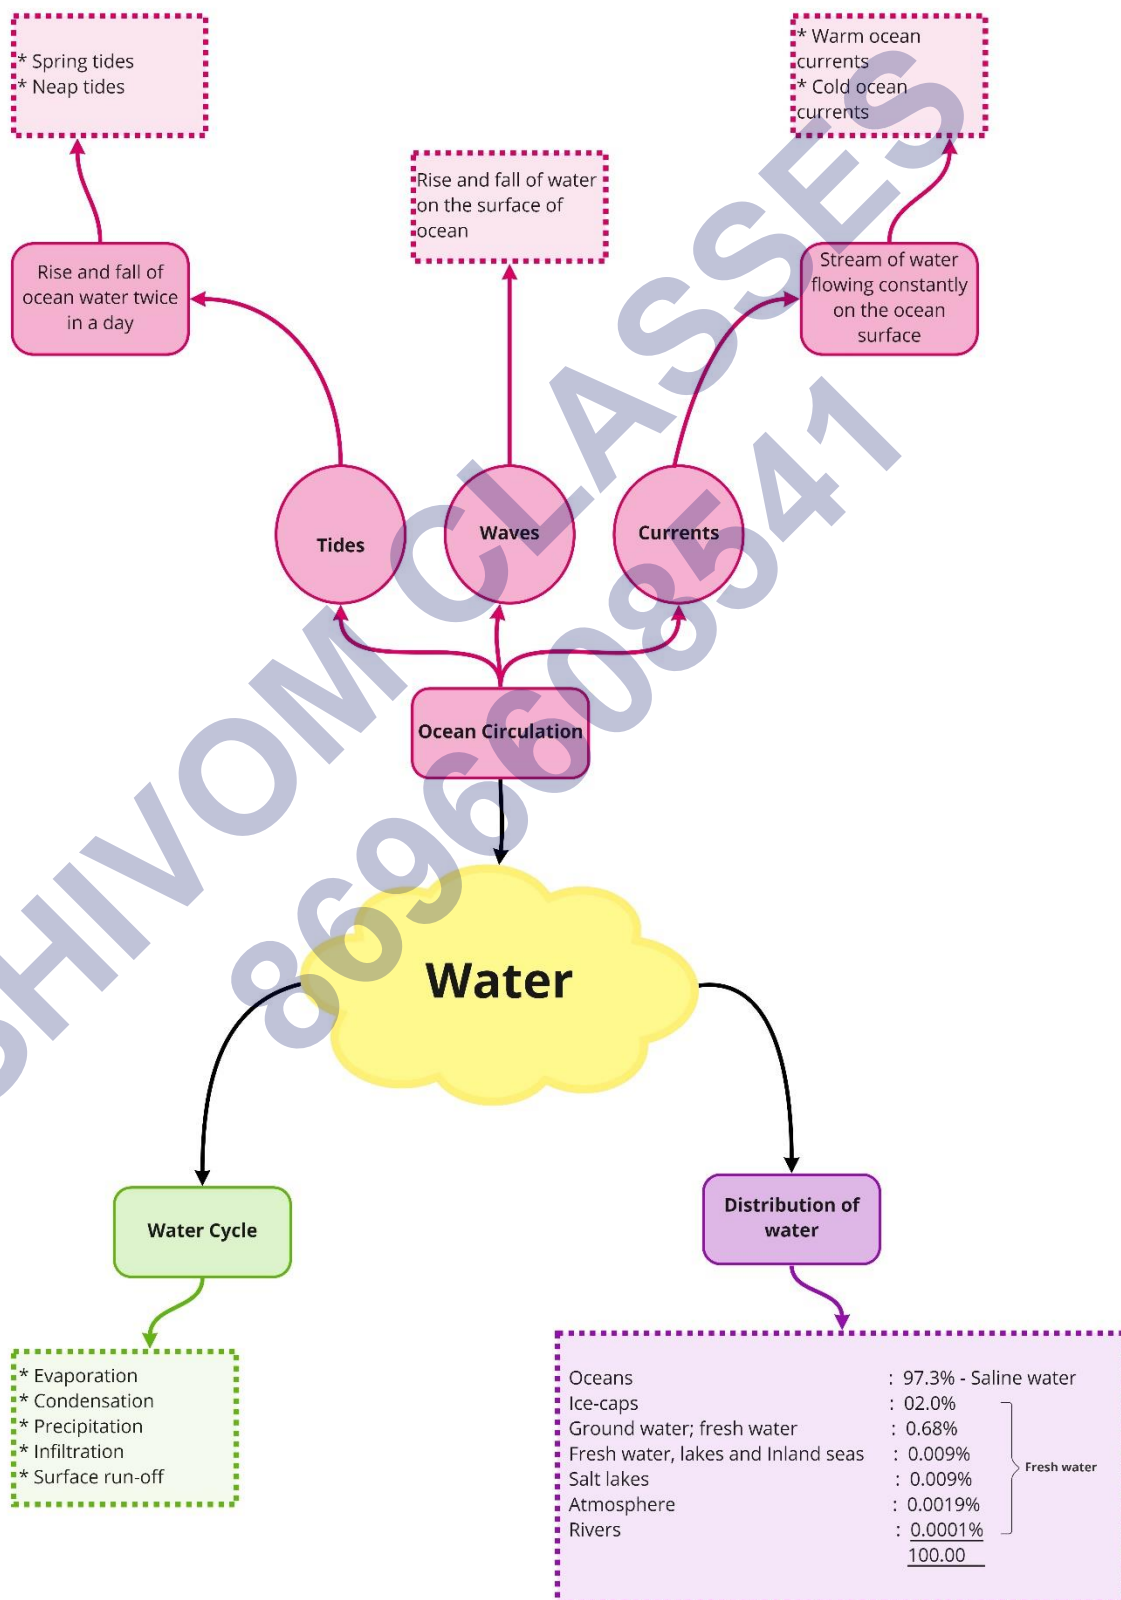 * Spring tides
* Neap tides
* Warm ocean
currents
* Cold ocean
currents
Rise and fall of water
on the surface of
ocean
Rise and fall of
ocean water twice
in a day
Stream of water
flowing constantly
on the ocean
surface
Tides
Waves
Currents
Ocean Circulation
Water
Water Cycle
Distribution of
water
* Evaporation
* Condensation
* Precipitation
* Infiltration
* Surface run-off
Oceans : 97.3% - Saline water
Ice-caps : 02.0%
Ground water; fresh water : 0.68%
Fresh water, lakes and Inland seas : 0.009%
Salt lakes : 0.009%
Atmosphere : 0.0019%
Rivers : 0.0001%
100.00
Fresh water
SHIVOM CLASSES
8696608541